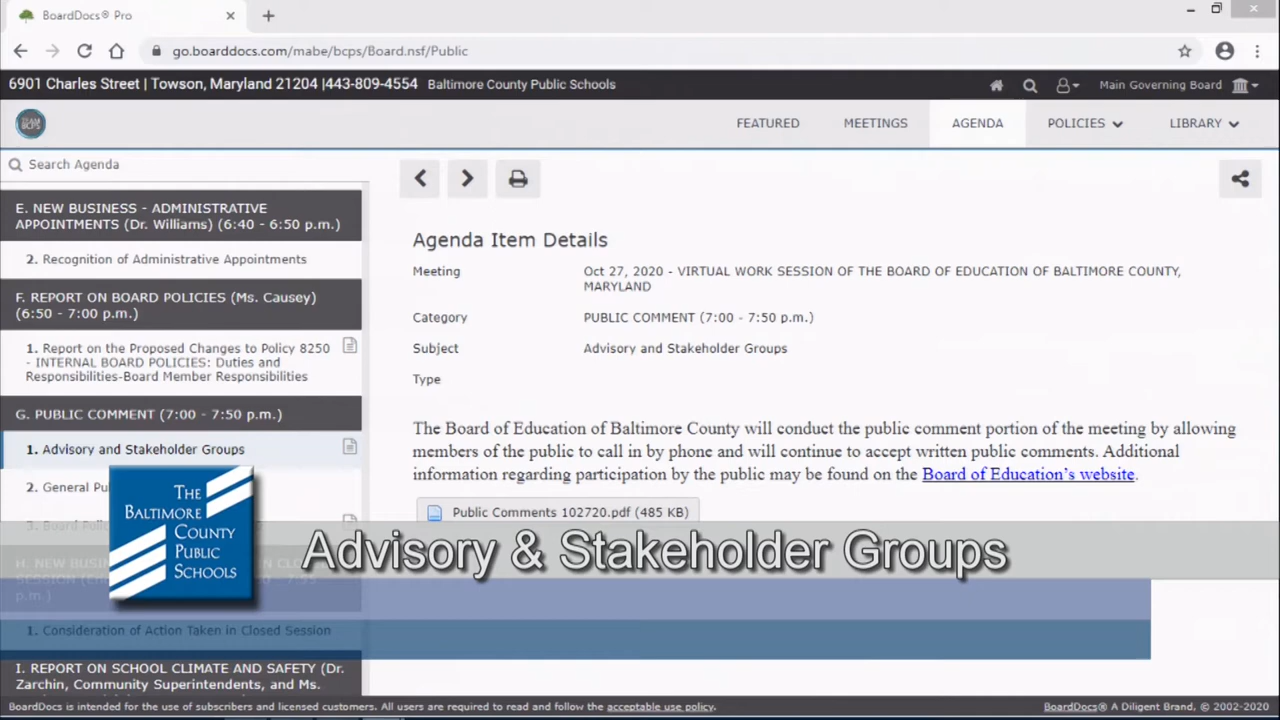 BoardDocs® Pro
go.boarddocs.com/mabe/bcps/Board.nsf/Public
6901 Charles Street | Towson, Maryland 21204 |443-809-4554 Baltimore County Public Schools
Main Governing Board
TEAM BCPS
FEATURED MEETINGS AGENDA POLICIES LIBRARY
Search Agenda
E. NEW BUSINESS - ADMINISTRATIVE
APPOINTMENTS (Dr. Williams) (6:40 - 6:50 p.m.)
2. Recognition of Administrative Appointments
F. REPORT ON BOARD POLICIES (Ms. Causey)
(6:50 - 7:00 p.m.)
1. Report on the Proposed Changes to Policy 8250
- INTERNAL BOARD POLICIES: Duties and
Responsibilities-Board Member Responsibilities
G. PUBLIC COMMENT (7:00 - 7:50 p.m.)
1. Advisory and Stakeholder Groups
2. General Pu
3. Board
H. NEW
p.m.)
1. Consideration of Action Taken in Closed Session
I. REPORT ON SCHOOL CLIMATE AND SAFETY (Dr.
Zarchin, Community Superintendents, and Ms.
Agenda Item Details
Meeting Oct 27, 2020 - VIRTUAL WORK SESSION OF THE BOARD OF EDUCATION OF BALTIMORE COUNTY,
MARYLAND
Category PUBLIC COMMENT (7:00 - 7:50 p.m.)
Subject Advisory and Stakeholder Groups
Type
The Board of Education of Baltimore County will conduct the public comment portion of the meeting by allowing
members of the public to call in by phone and will continue to accept written public comments. Additional
information regarding participation by the public may be found on the Board of Education's website.
Public Comments 102720.pdf (485 KB)
THE
BALTIMORE
COUNTY
PUBLIC
SCHOOLS
Advisory & Stakeholder Groups
BoardDocs is intended for the use of subscribers and licensed customers. All users are required to read and follow the acceptable use policy.
BoardDocs® A Diligent Brand, © 2002-2020